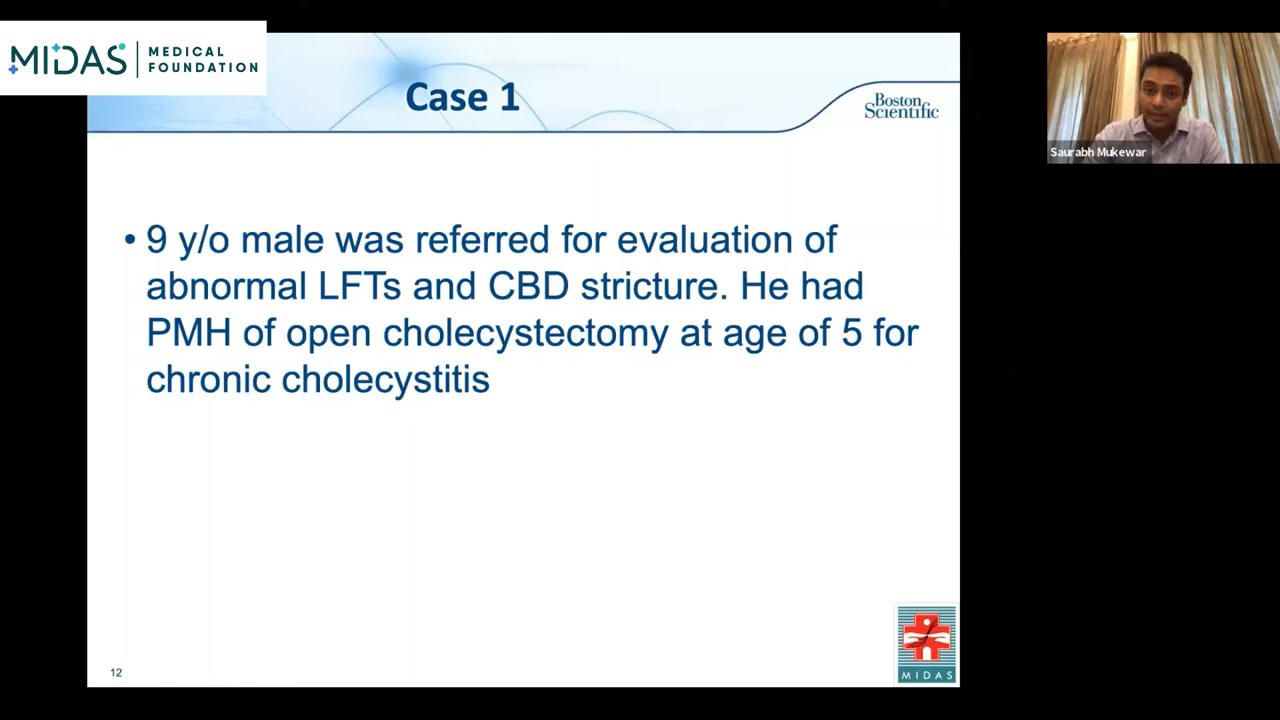 MIDAS
MEDICAL
FOUNDATION
Case 1
Boston
Scientific
Saurabh Mukewar
• 9 y/o male was referred for evaluation of
abnormal LFTs and CBD stricture. He had
PMH of open cholecystectomy at age of 5 for
chronic cholecystitis
12
MIDAS